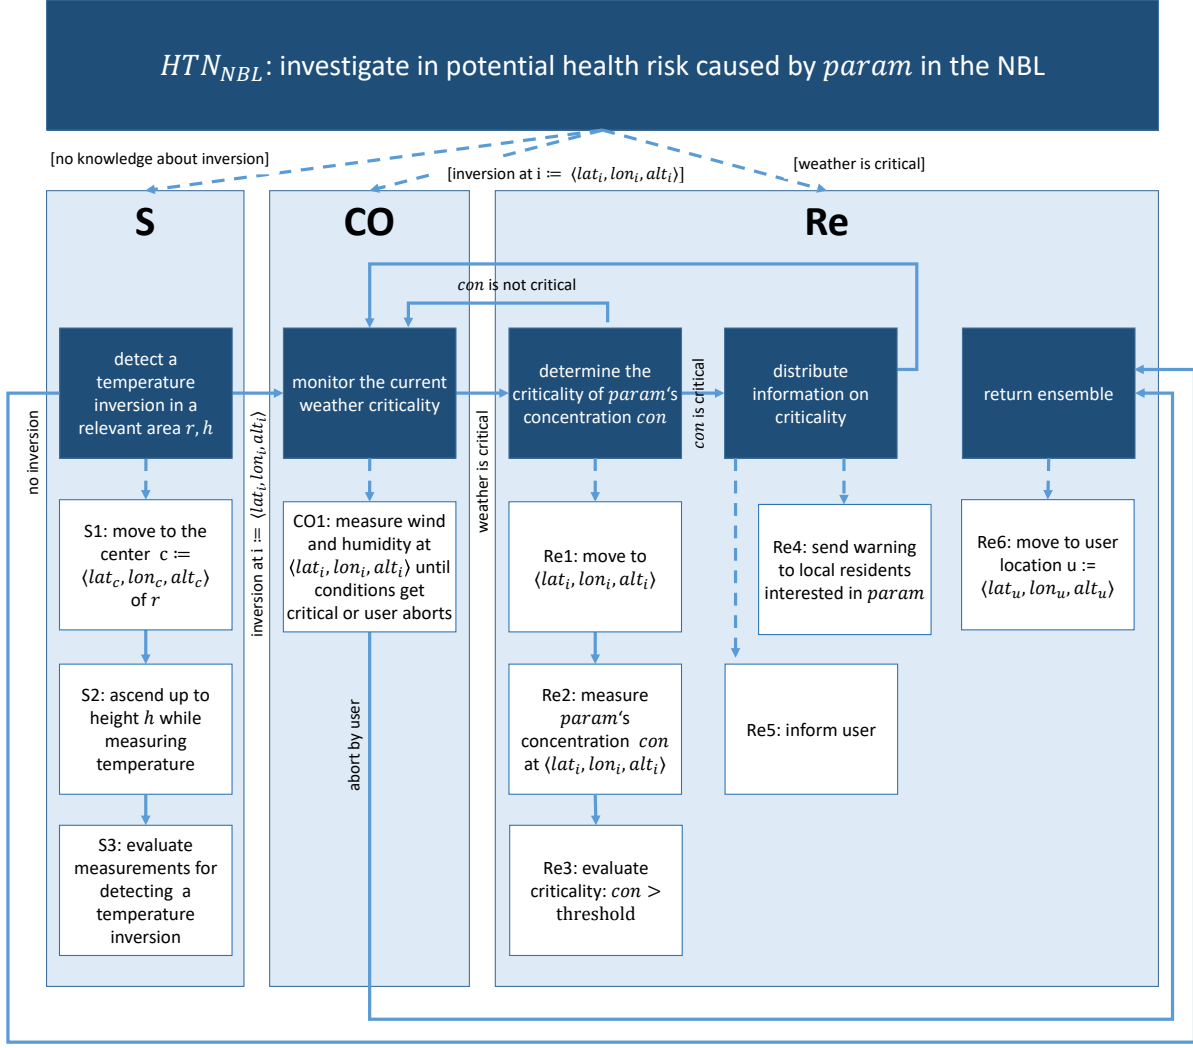 HTN_NBL: investigate in potential health risk caused by param in the NBL
[no knowledge about inversion]
[inversion at i ≔ ⟨lat_i, lon_i, alt_i⟩]
[weather is critical]
S
CO
Re
con is not critical
detect a
temperature
inversion in a
relevant area r, h
monitor the current
weather criticality
determine the
criticality of param‘s
concentration con
distribute
information on
criticality
return ensemble
no inversion
inversion at i ≔ ⟨lat_i, lon_i, alt_i⟩
weather is critical
con is critical
abort by user
S1: move to the
center c ≔
⟨lat_c, lon_c, alt_c⟩
of r
S2: ascend up to
height h while
measuring
temperature
S3: evaluate
measurements for
detecting a
temperature
inversion
CO1: measure wind
and humidity at
⟨lat_i, lon_i, alt_i⟩ until
conditions get
critical or user aborts
Re1: move to
⟨lat_i, lon_i, alt_i⟩
Re2: measure
param‘s
concentration con
at ⟨lat_i, lon_i, alt_i⟩
Re3: evaluate
criticality: con >
threshold
Re4: send warning
to local residents
interested in param
Re5: inform user
Re6: move to user
location u :=
⟨lat_u, lon_u, alt_u⟩